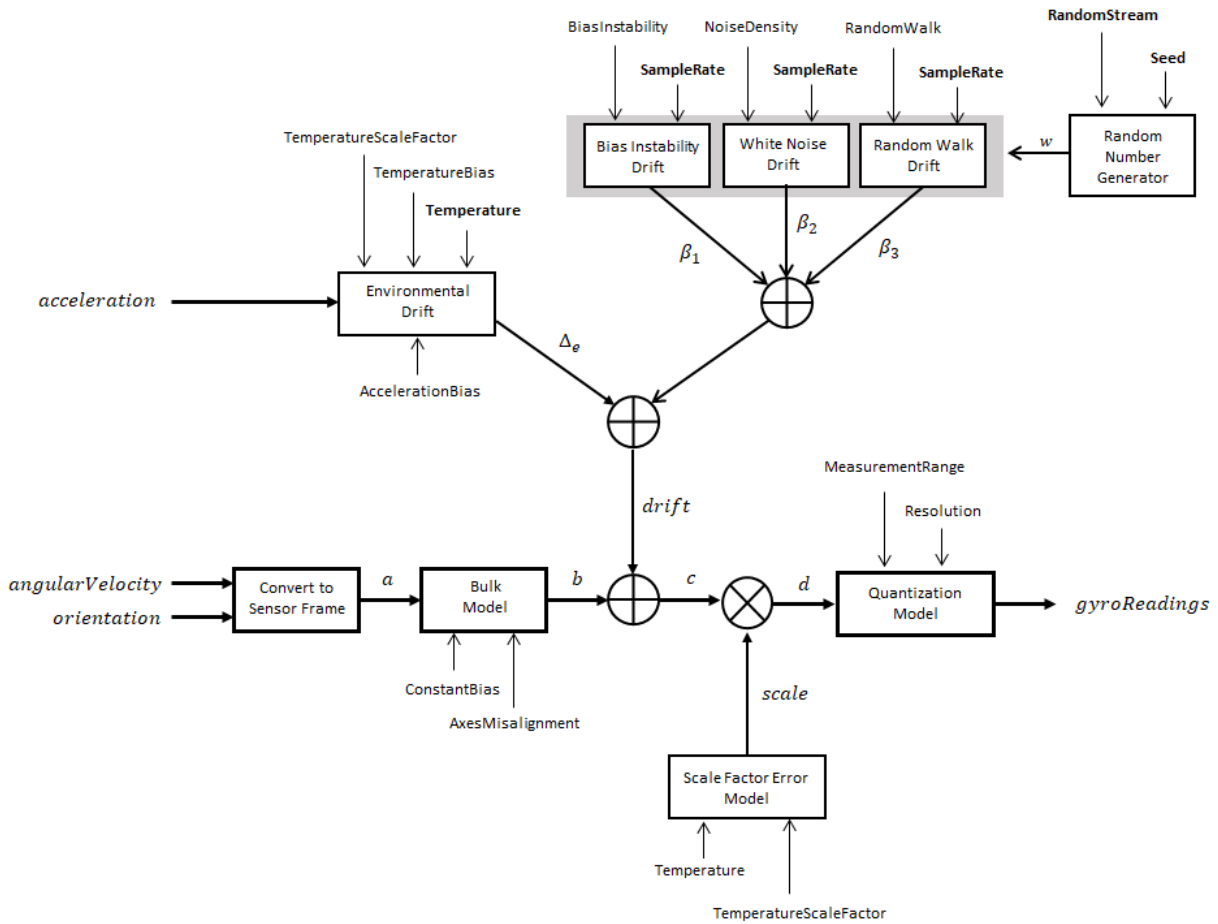 RandomStream
BiasInstability
NoiseDensity
RandomWalk
Seed
SampleRate
SampleRate
SampleRate
Bias Instability
Drift
White Noise
Drift
Random Walk
Drift
w
Random
Number
Generator
TemperatureScaleFactor
TemperatureBias
Temperature
β₁
β₂
β₃
acceleration
Environmental
Drift
Δₑ
AccelerationBias
MeasurementRange
Resolution
drift
angularVelocity
orientation
Convert to
Sensor Frame
a
Bulk
Model
b
c
d
Quantization
Model
gyroReadings
ConstantBias
AxesMisalignment
scale
Scale Factor Error
Model
Temperature
TemperatureScaleFactor